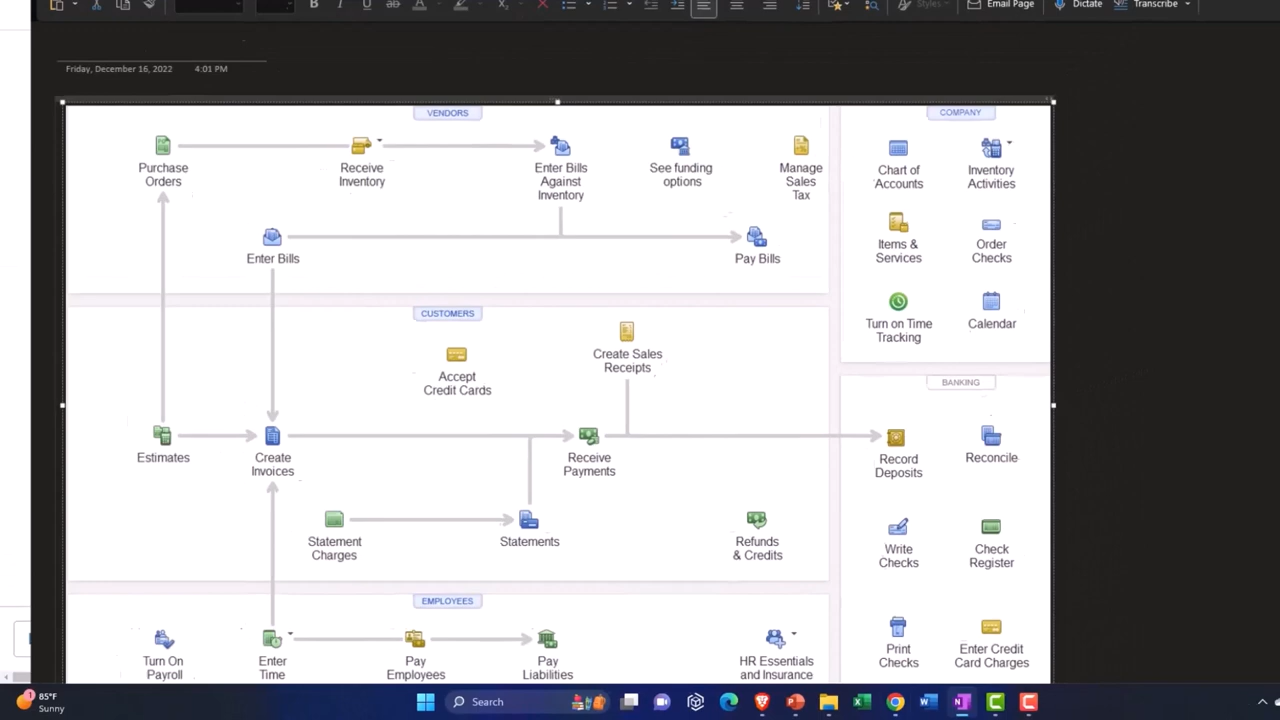 B I U ab A
Styles
Email Page
Dictate
Transcribe
Friday, December 16, 2022 4:01 PM
VENDORS
Purchase
Orders
Receive
Inventory
Enter Bills
Against
Inventory
See funding
options
Manage
Sales
Tax
Enter Bills
Pay Bills
COMPANY
Chart of
Accounts
Inventory
Activities
Items &
Services
Order
Checks
Turn on Time
Tracking
Calendar
CUSTOMERS
Accept
Credit Cards
Create Sales
Receipts
Estimates
Create
Invoices
Receive
Payments
Statement
Charges
Statements
Refunds
& Credits
BANKING
Record
Deposits
Reconcile
Write
Checks
Check
Register
Print
Checks
Enter Credit
Card Charges
EMPLOYEES
Turn On
Payroll
Enter
Time
Pay
Employees
Pay
Liabilities
HR Essentials
and Insurance
1
85°F
Sunny
Search